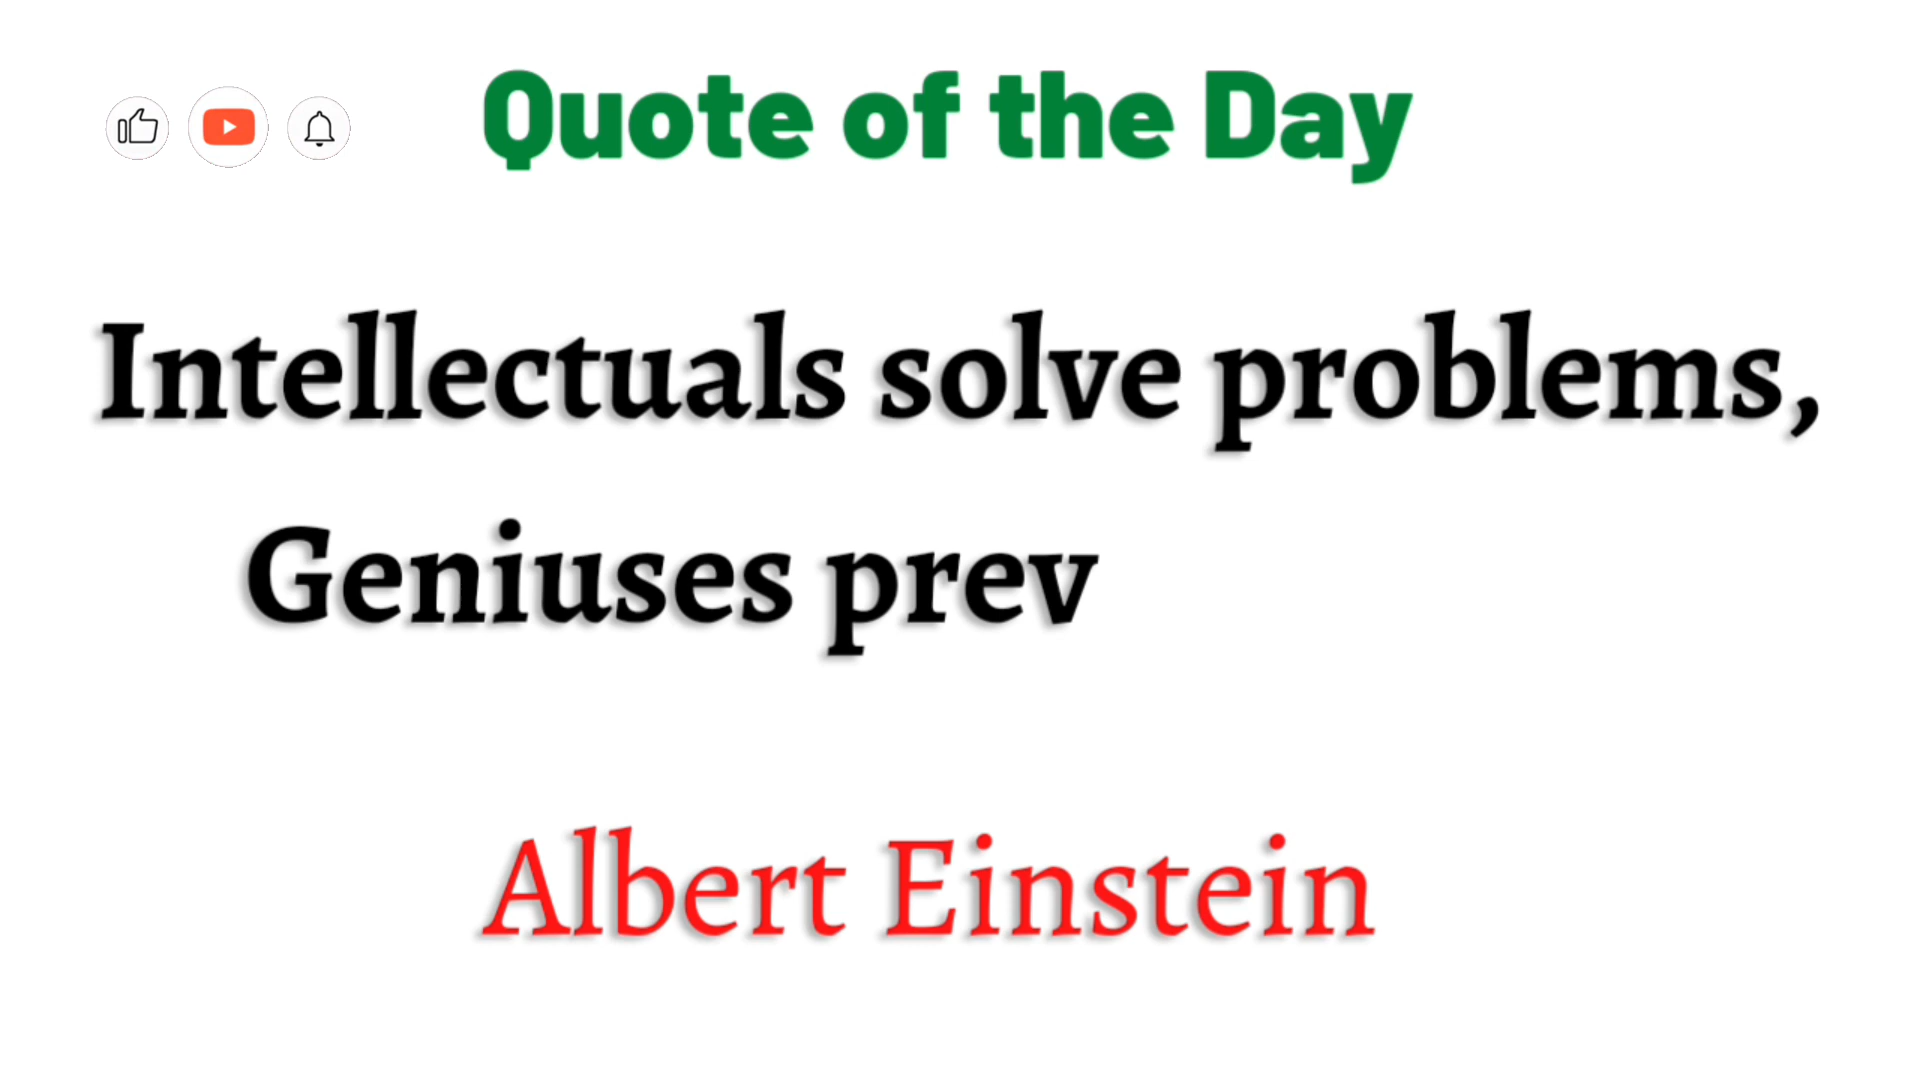 Quote of the Day
Intellectuals solve problems,
Geniuses prev
Albert Einstein